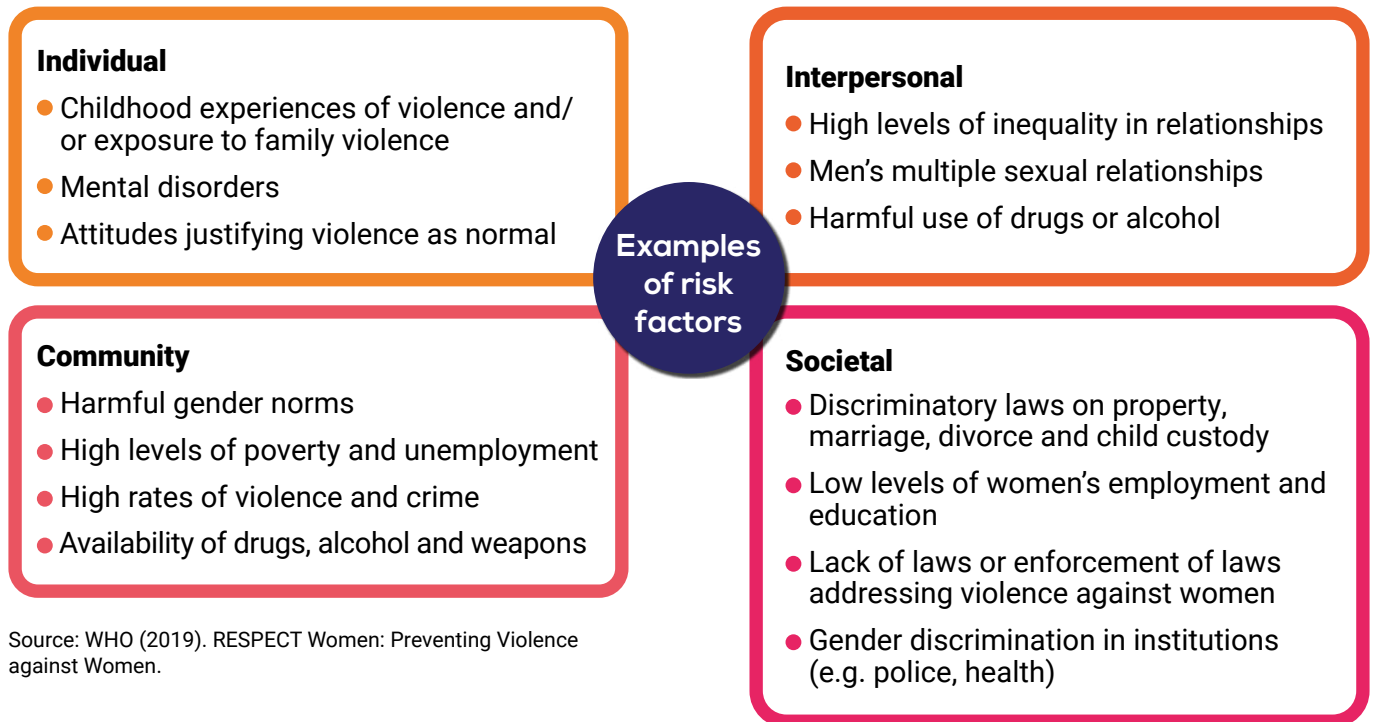 Individual
Childhood experiences of violence and/
or exposure to family violence
Mental disorders
Attitudes justifying violence as normal
Interpersonal
High levels of inequality in relationships
Men’s multiple sexual relationships
Harmful use of drugs or alcohol
Examples
of risk
factors
Community
Harmful gender norms
High levels of poverty and unemployment
High rates of violence and crime
Availability of drugs, alcohol and weapons
Societal
Discriminatory laws on property,
marriage, divorce and child custody
Low levels of women’s employment and
education
Lack of laws or enforcement of laws
addressing violence against women
Gender discrimination in institutions
(e.g. police, health)
Source: WHO (2019). RESPECT Women: Preventing Violence
against Women.